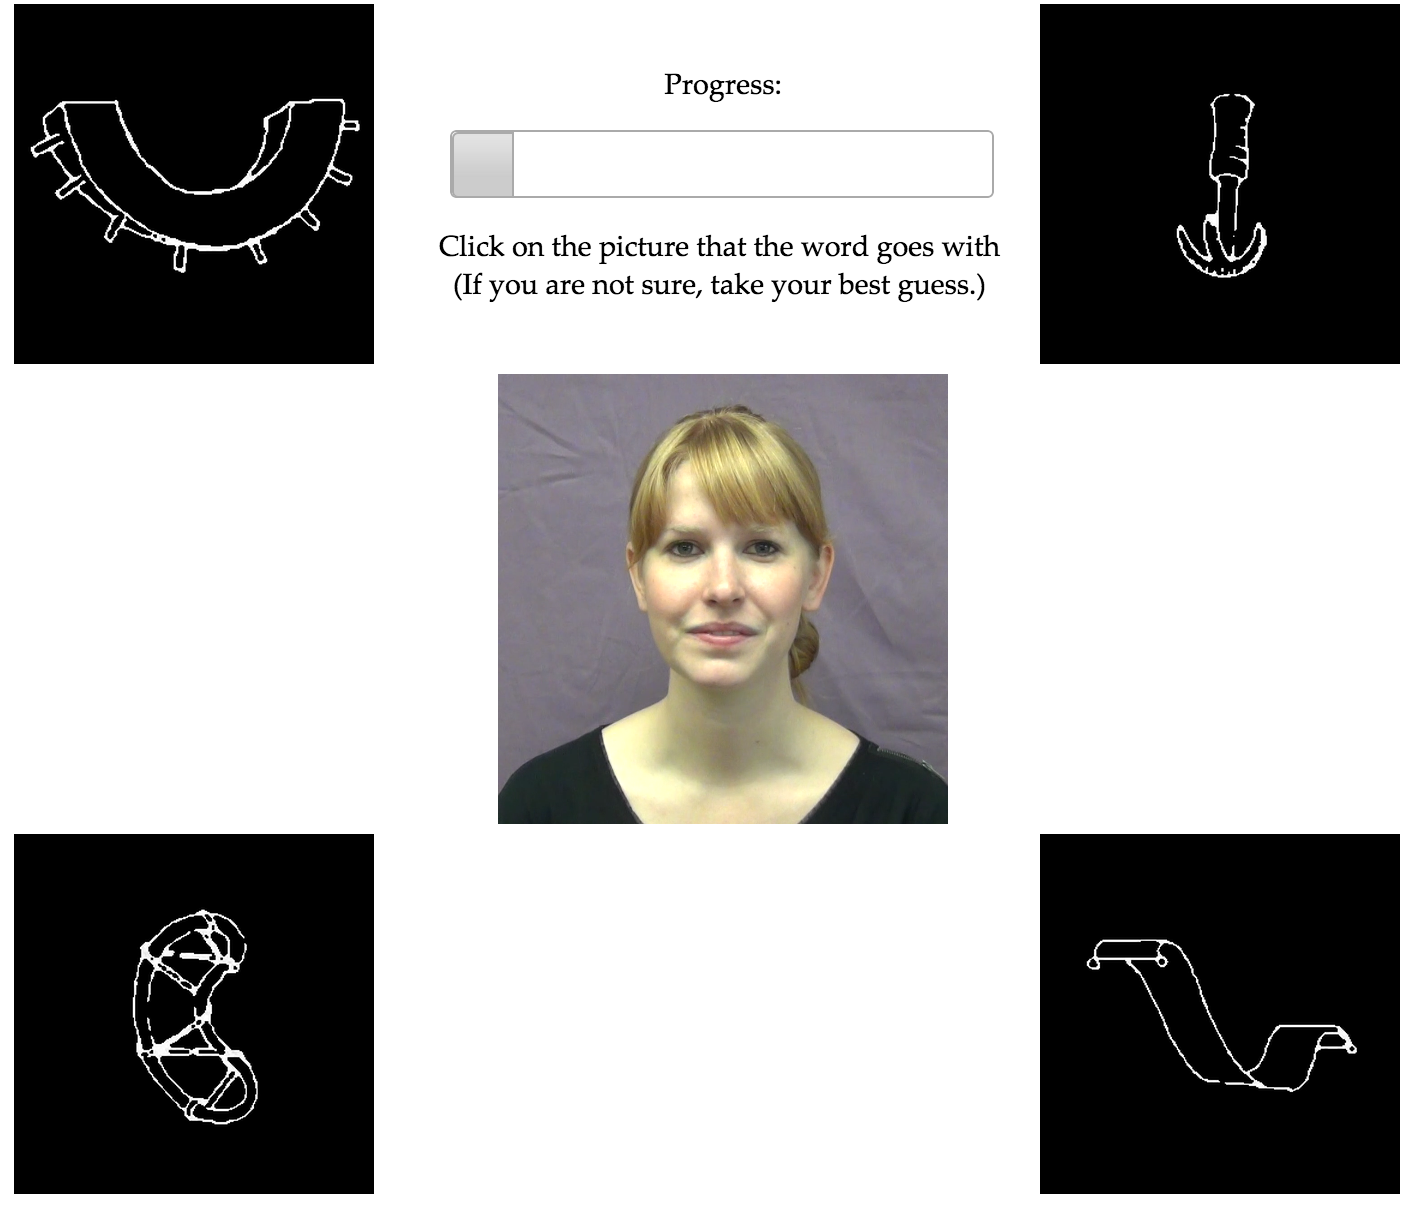 Progress:
Click on the picture that the word goes with
(If you are not sure, take your best guess.)